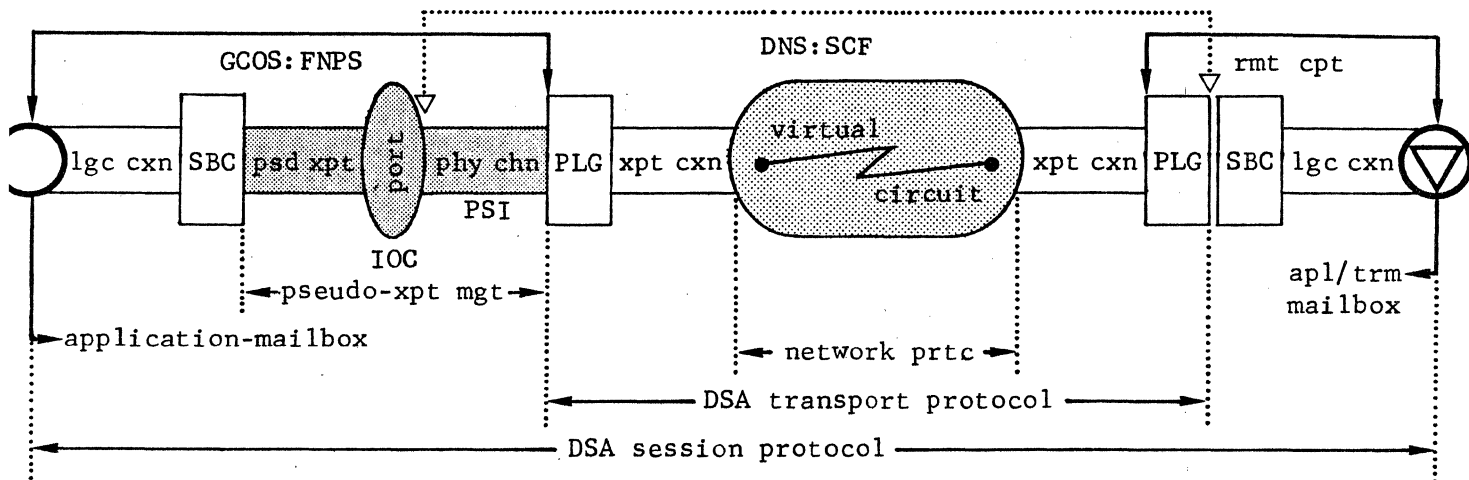 DNS:SCF
GCOS:FNPS
rmt cpt
lgc cxn
SBC
psd xpt
port
phy chn
PLG
xpt cxn
virtual
circuit
xpt cxn
PLG
SBC
lgc cxn
PSI
IOC
pseudo-xpt mgt
apl/trm
mailbox
application-mailbox
network prtc
DSA transport protocol
DSA session protocol